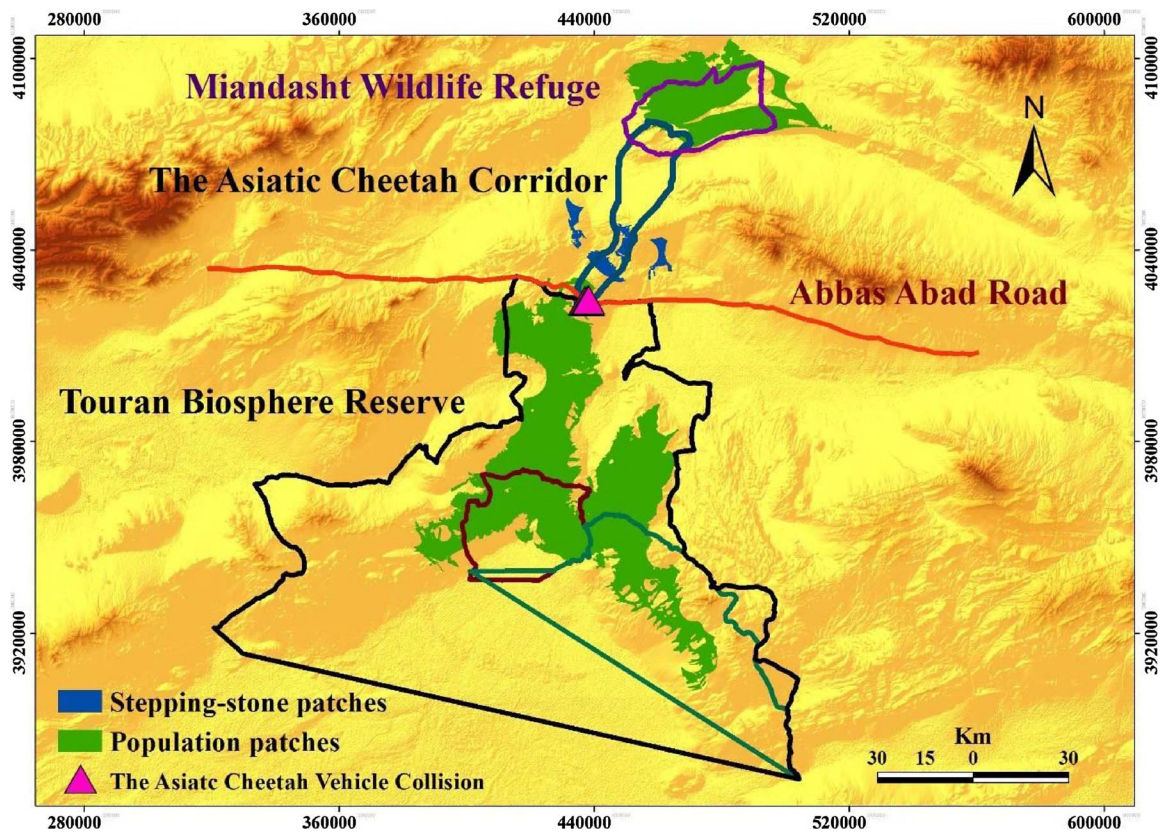 280000 360000 440000 520000 600000
4100000 4100000
Miandasht Wildlife Refuge
N
The Asiatic Cheetah Corridor
4040000 4040000
Abbas Abad Road
Touran Biosphere Reserve
3980000 3980000
3920000 3920000
Stepping-stone patches
Population patches
The Asiatc Cheetah Vehicle Collision
Km
30 15 0 30
280000 360000 440000 520000 600000